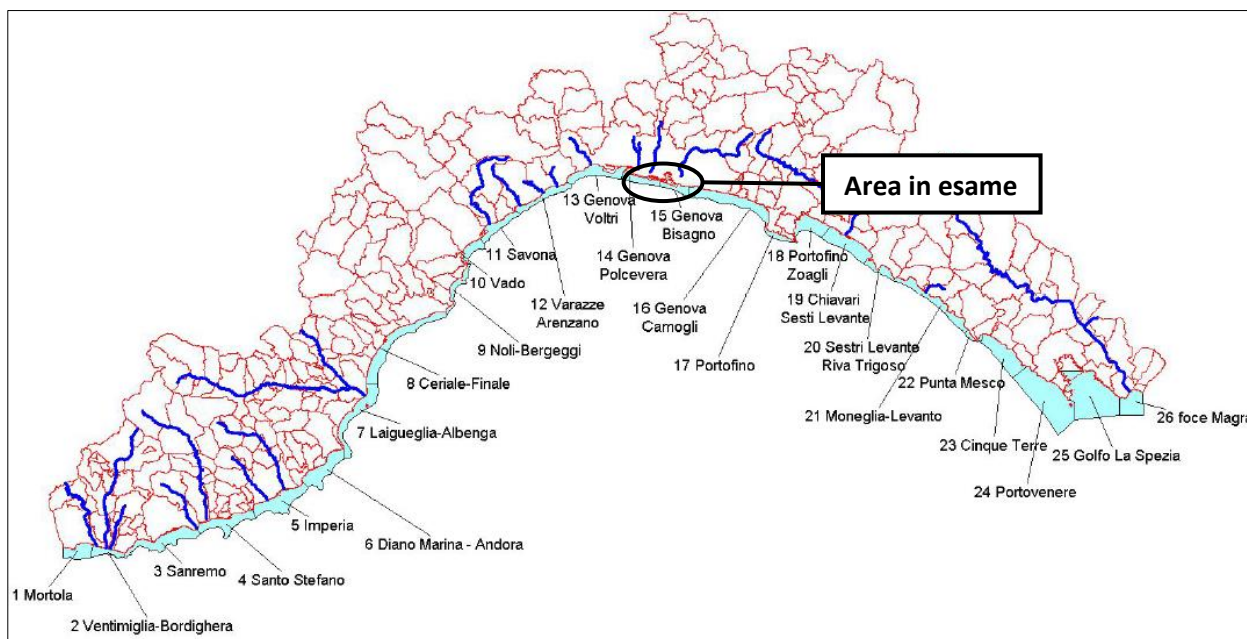 Area in esame
13 Genova
Voltri
15 Genova
Bisagno
14 Genova
Polcevera
11 Savona
10 Vado
12 Varazze
Arenzano
9 Noli-Bergeggi
8 Ceriale-Finale
7 Laigueglia-Albenga
16 Genova
Camogli
17 Portofino
18 Portofino
Zoagli
19 Chiavari
Sesti Levante
20 Sestri Levante
Riva Trigoso
22 Punta Mesco
21 Moneglia-Levanto
23 Cinque Terre
26 foce Magra
25 Golfo La Spezia
24 Portovenere
5 Imperia
6 Diano Marina - Andora
3 Sanremo
4 Santo Stefano
1 Mortola
2 Ventimiglia-Bordighera